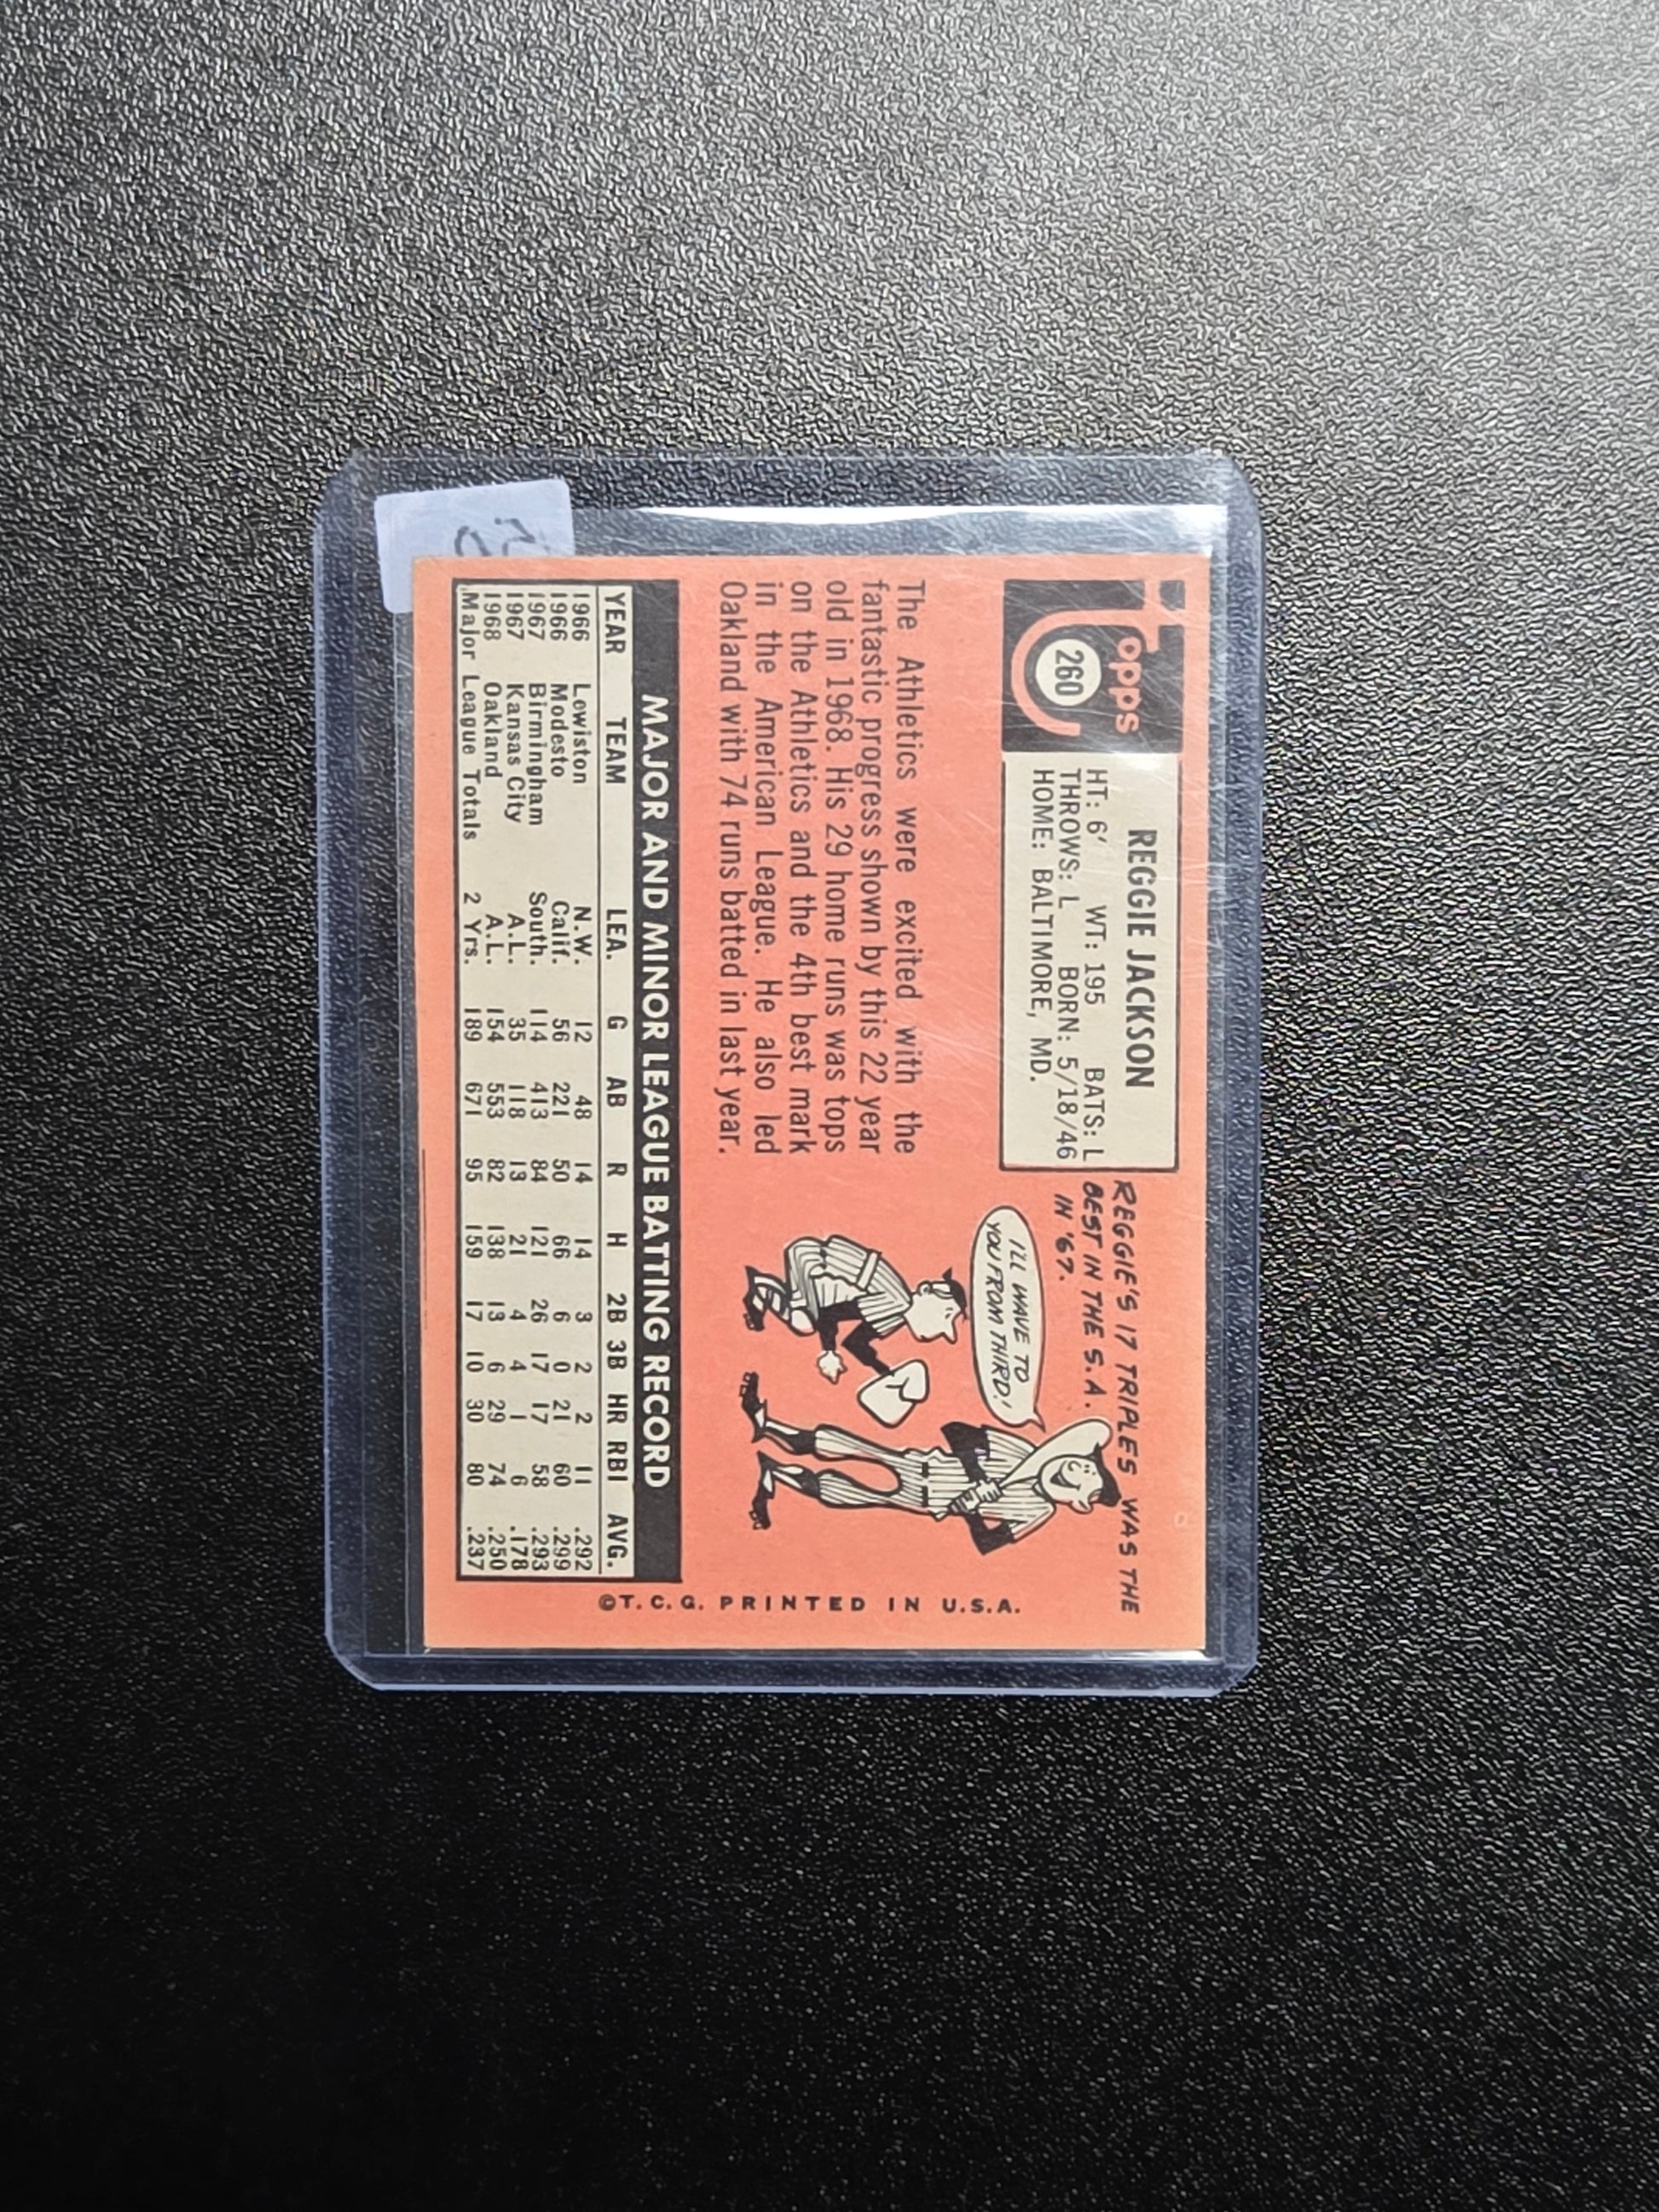 Topps
260
REGGIE JACKSON
HT: 6' WT: 195 BATS: L
THROWS: L BORN: 5/18/46
HOME: BALTIMORE, MD.
REGGIE'S 17 TRIPLES WAS THE
BEST IN THE S.A.
IN '67.
I'LL WAVE TO
YOU FROM THIRD!
The Athletics were excited with the
fantastic progress shown by this 22 year
old in 1968. His 29 home runs was tops
on the Athletics and the 4th best mark
in the American League. He also led
Oakland with 74 runs batted in last year.
MAJOR AND MINOR LEAGUE BATTING RECORD
YEAR TEAM LEA. G AB R H 2B 3B HR RBI AVG.
1966 Lewiston N.W. 12 48 14 14 3 2 2 11 .292
1966 Modesto Calif. 56 221 50 66 6 0 21 60 .299
1967 Birmingham South. 114 413 84 121 26 17 17 58 .293
1967 Kansas City A.L. 35 118 13 21 4 4 1 6 .178
1968 Oakland A.L. 154 553 82 138 13 6 29 74 .250
Major League Totals 2 Yrs. 189 671 95 159 17 10 30 80 .237
©T.C.G. PRINTED IN U.S.A.